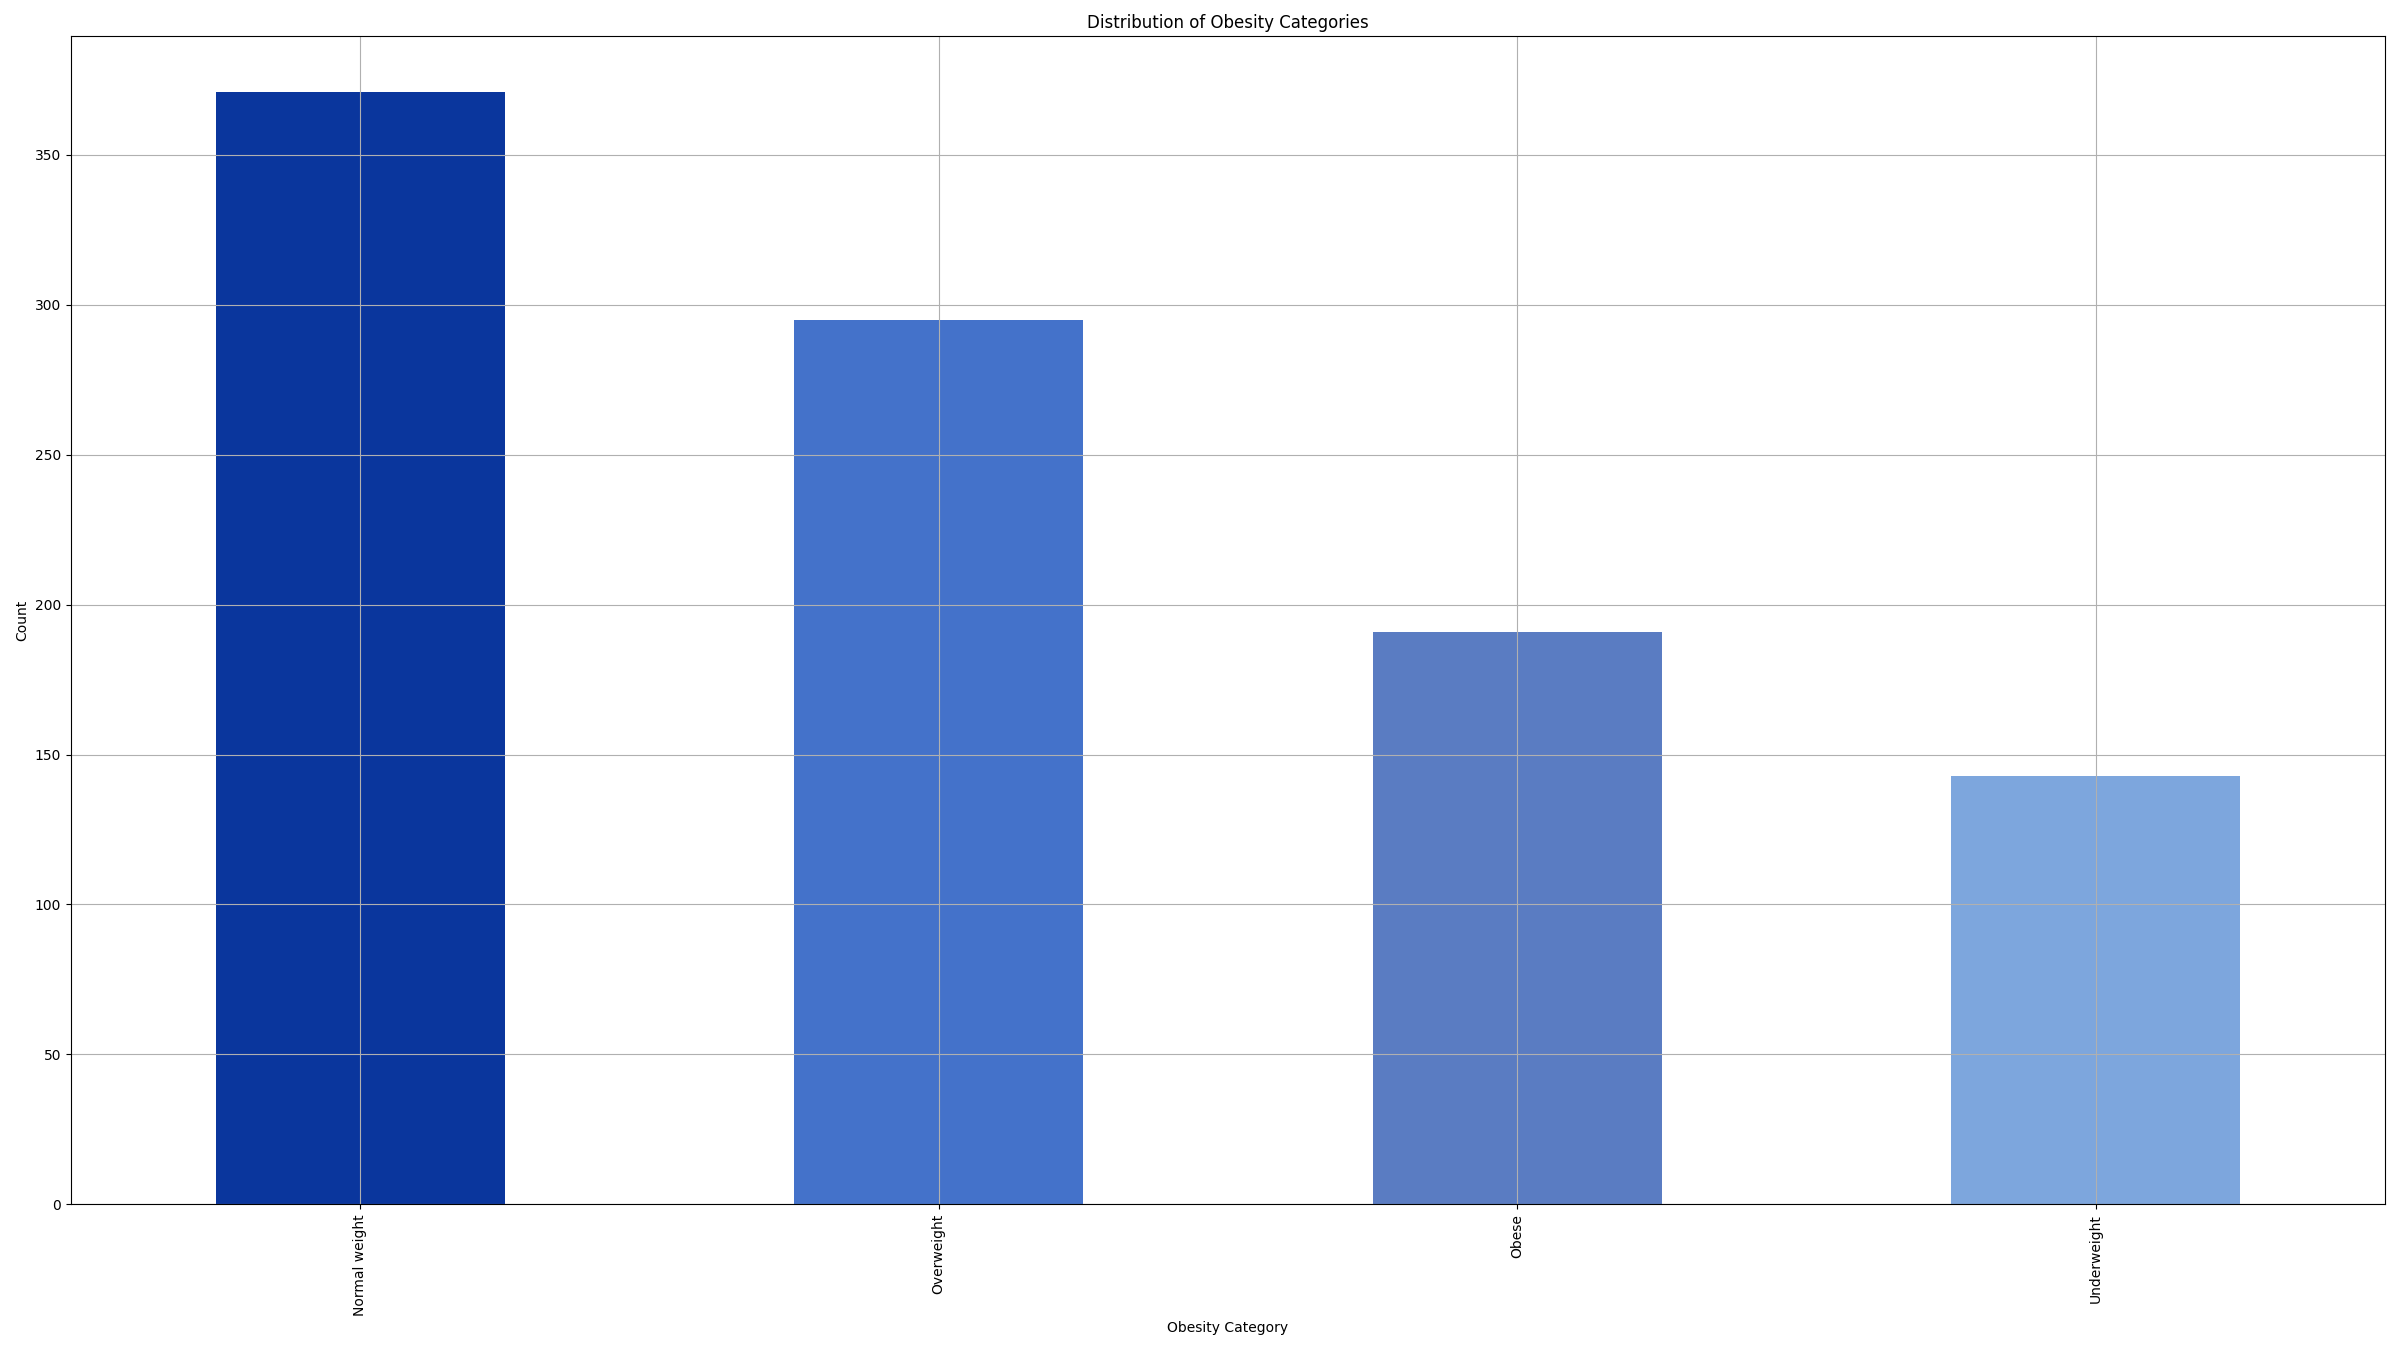 Distribution of Obesity Categories
350
300
250
200
150
100
50
0
Count
Normal weight
Overweight
Obese
Underweight
Obesity Category